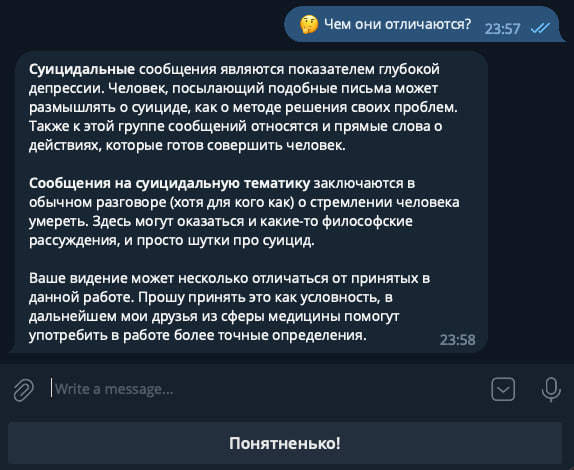 🤔 Чем они отличаются?
23:57
Суицидальные сообщения являются показателем глубокой
депрессии. Человек, посылающий подобные письма может
размышлять о суициде, как о методе решения своих проблем.
Также к этой группе сообщений относятся и прямые слова о
действиях, которые готов совершить человек.
Сообщения на суицидальную тематику заключаются в
обычном разговоре (хотя для кого как) о стремлении человека
умереть. Здесь могут оказаться и какие-то философские
рассуждения, и просто шутки про суицид.
Ваше видение может несколько отличаться от принятых в
данной работе. Прошу принять это как условность, в
дальнейшем мои друзья из сферы медицины помогут
употребить в работе более точные определения.
23:58
Write a message...
Понятненько!